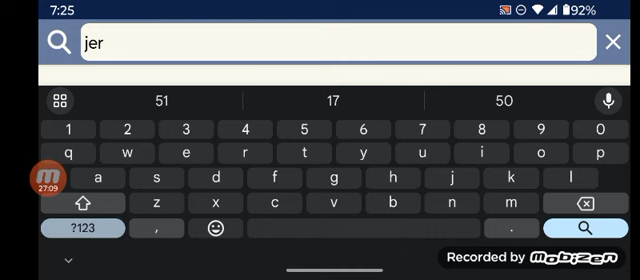 7:25
92%
jer
51 17 50
1 2 3 4 5 6 7 8 9 0
q w e r t y u i o p
a s d f g h j k l
27:09
z x c v b n m
?123 , .
Recorded by mobizen